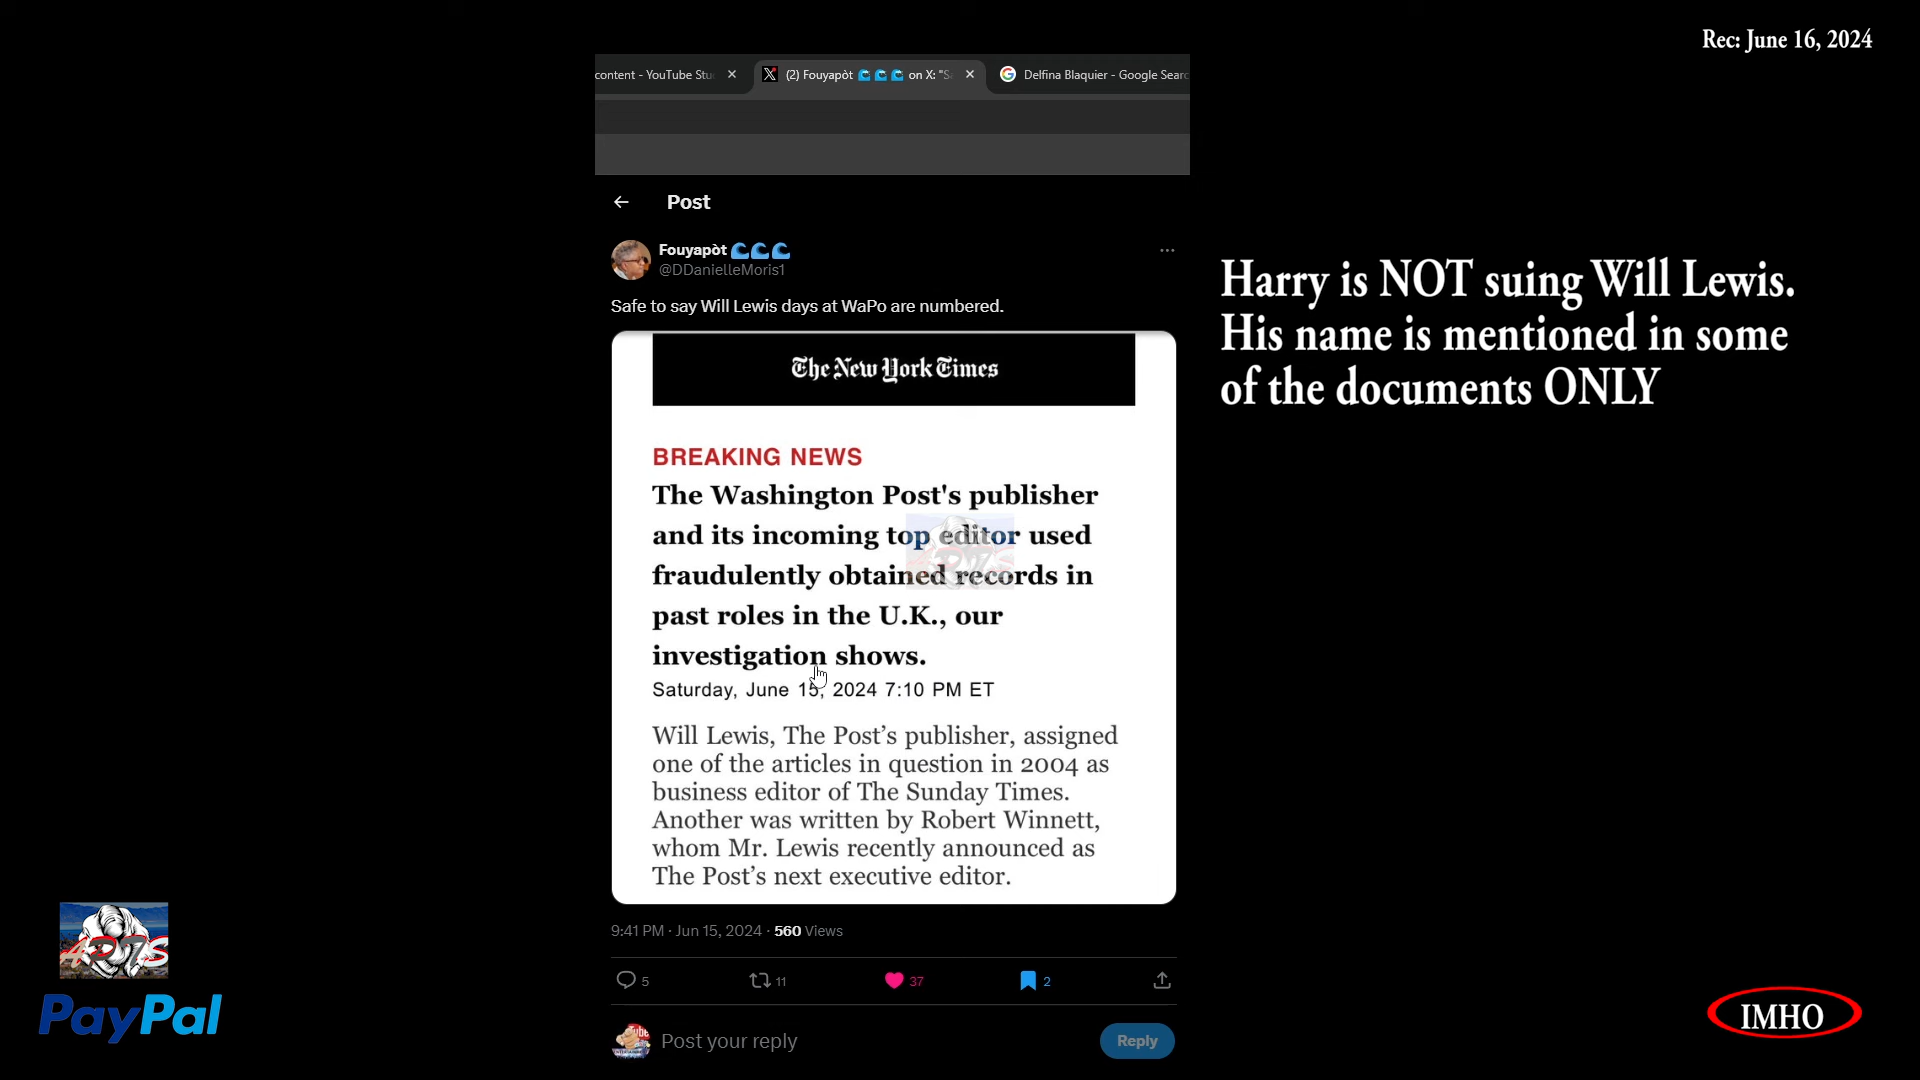 Rec: June 16, 2024
content - YouTube Stu
(2) Fouyapòt 🌊 🌊 🌊 on X: "Sa
Delfina Blaquier - Google Searc
Post
Fouyapòt 🌊🌊🌊
@DDanielleMoris1
Safe to say Will Lewis days at WaPo are numbered.
The New York Times
BREAKING NEWS
The Washington Post's publisher
and its incoming top editor used
fraudulently obtained records in
past roles in the U.K., our
investigation shows.
Saturday, June 15, 2024 7:10 PM ET
Will Lewis, The Post’s publisher, assigned
one of the articles in question in 2004 as
business editor of The Sunday Times.
Another was written by Robert Winnett,
whom Mr. Lewis recently announced as
The Post’s next executive editor.
9:41 PM · Jun 15, 2024 · 560 Views
5 11 37 2
Post your reply
Reply
Harry is NOT suing Will Lewis.
His name is mentioned in some
of the documents ONLY
PayPal
IMHO